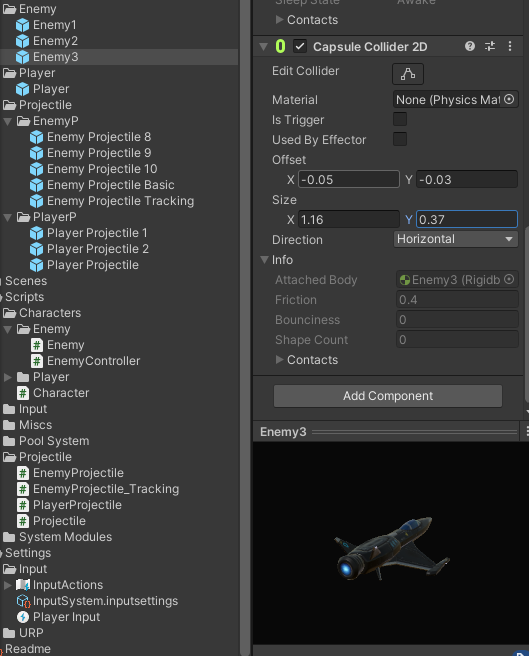 Enemy
Enemy1
Enemy2
Enemy3
Player
Player
Projectile
EnemyP
Enemy Projectile 8
Enemy Projectile 9
Enemy Projectile 10
Enemy Projectile Basic
Enemy Projectile Tracking
PlayerP
Player Projectile 1
Player Projectile 2
Player Projectile
Scenes
Scripts
Characters
Enemy
Enemy
EnemyController
Player
Character
Input
Miscs
Pool System
Projectile
EnemyProjectile
EnemyProjectile_Tracking
PlayerProjectile
Projectile
System Modules
Settings
Input
InputActions
InputSystem.inputsettings
Player Input
URP
Readme
Sleep State Awake
Contacts
Capsule Collider 2D
Edit Collider
Material None (Physics Mat
Is Trigger
Used By Effector
Offset
X -0.05 Y -0.03
Size
X 1.16 Y 0.37
Direction Horizontal
Info
Attached Body Enemy3 (Rigidb
Friction 0.4
Bounciness 0
Shape Count 0
Contacts
Add Component
Enemy3